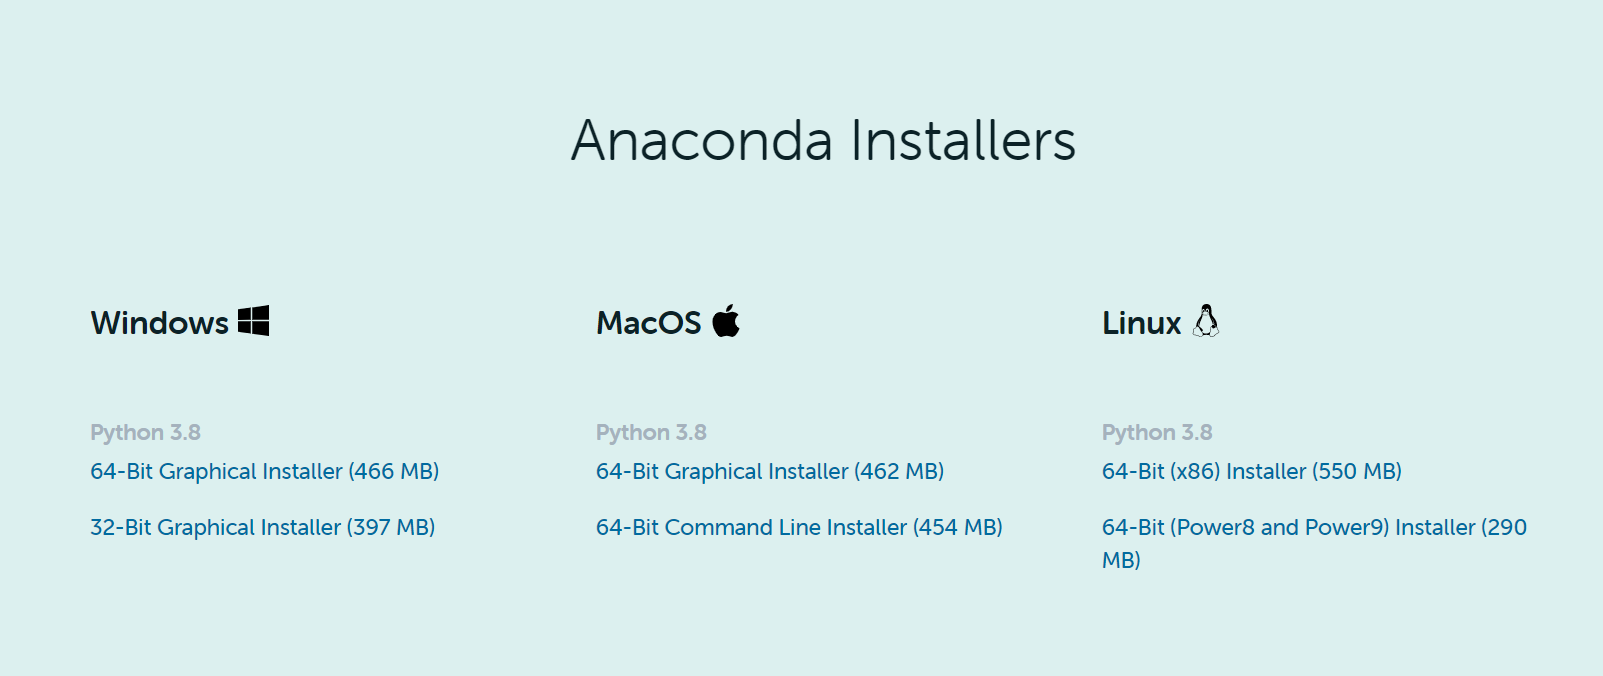 Anaconda Installers
Windows
Python 3.8
64-Bit Graphical Installer (466 MB)
32-Bit Graphical Installer (397 MB)
MacOS
Python 3.8
64-Bit Graphical Installer (462 MB)
64-Bit Command Line Installer (454 MB)
Linux
Python 3.8
64-Bit (x86) Installer (550 MB)
64-Bit (Power8 and Power9) Installer (290
MB)